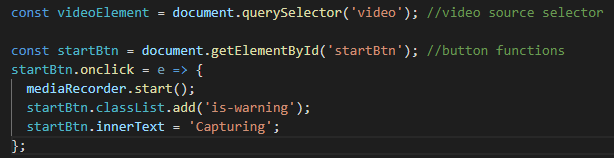 const videoElement = document.querySelector('video'); //video source selector
const startBtn = document.getElementById('startBtn'); //button functions
startBtn.onclick = e => {
  mediaRecorder.start();
  startBtn.classList.add('is-warning');
  startBtn.innerText = 'Capturing';
};